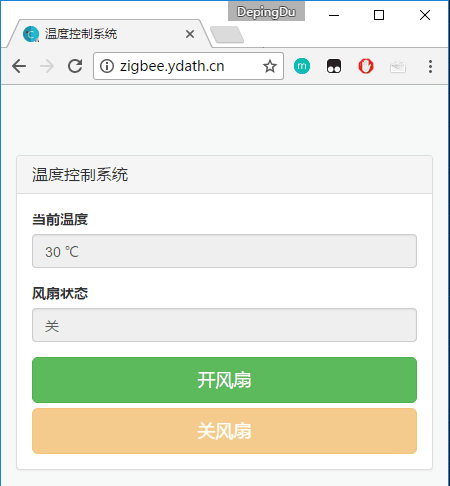 DepingDu
温度控制系统
zigbee.ydath.cn
温度控制系统
当前温度
30 ℃
风扇状态
关
开风扇
关风扇